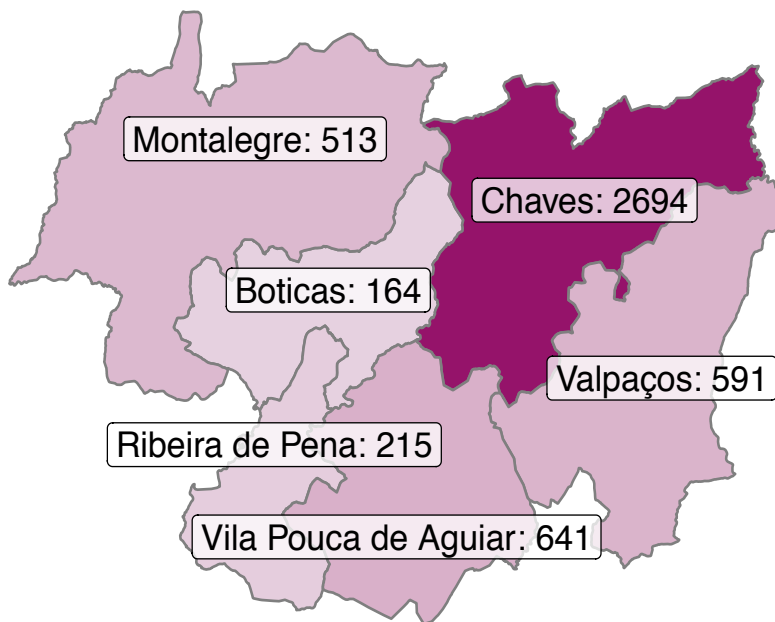 Montalegre: 513
Chaves: 2694
Boticas: 164
Valpaços: 591
Ribeira de Pena: 215
Vila Pouca de Aguiar: 641